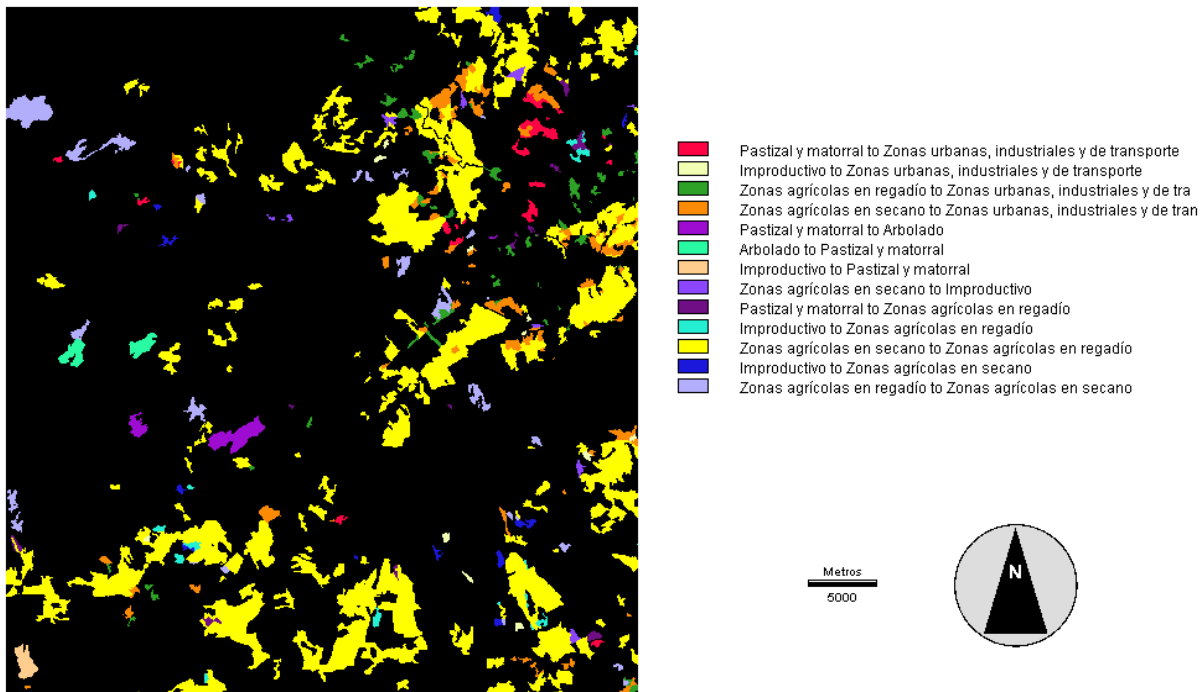 Pastizal y matorral to Zonas urbanas, industriales y de transporte
Improductivo to Zonas urbanas, industriales y de transporte
Zonas agrícolas en regadío to Zonas urbanas, industriales y de tra
Zonas agrícolas en secano to Zonas urbanas, industriales y de tran
Pastizal y matorral to Arbolado
Arbolado to Pastizal y matorral
Improductivo to Pastizal y matorral
Zonas agrícolas en secano to Improductivo
Pastizal y matorral to Zonas agrícolas en regadío
Improductivo to Zonas agrícolas en regadío
Zonas agrícolas en secano to Zonas agrícolas en regadío
Improductivo to Zonas agrícolas en secano
Zonas agrícolas en regadío to Zonas agrícolas en secano
Metros
5000
N